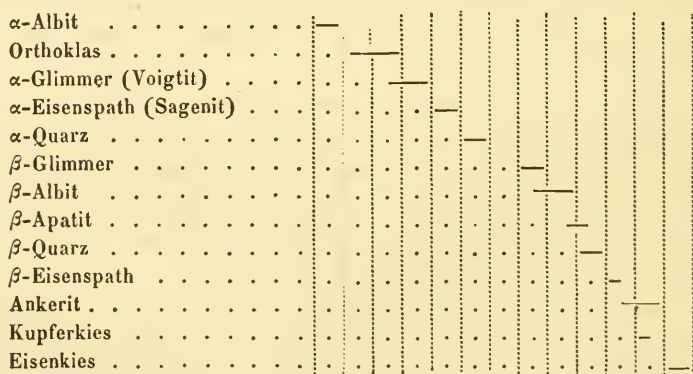 α-Albit
Orthoklas . . . . . . . . . .
α-Glimmer (Voigtit) . . . . .
α-Eisenspath (Sagenit) . . . .
α-Quarz . . . . . . . . . .
β-Glimmer . . . . . . . . .
β-Albit . . . . . . . . . .
β-Apatit . . . . . . . . . .
β-Quarz . . . . . . . . . .
β-Eisenspath . . . . . . . .
Ankerit . . . . . . . . . . .
Kupferkies . . . . . . . . .
Eisenkies . . . . . . . . . .